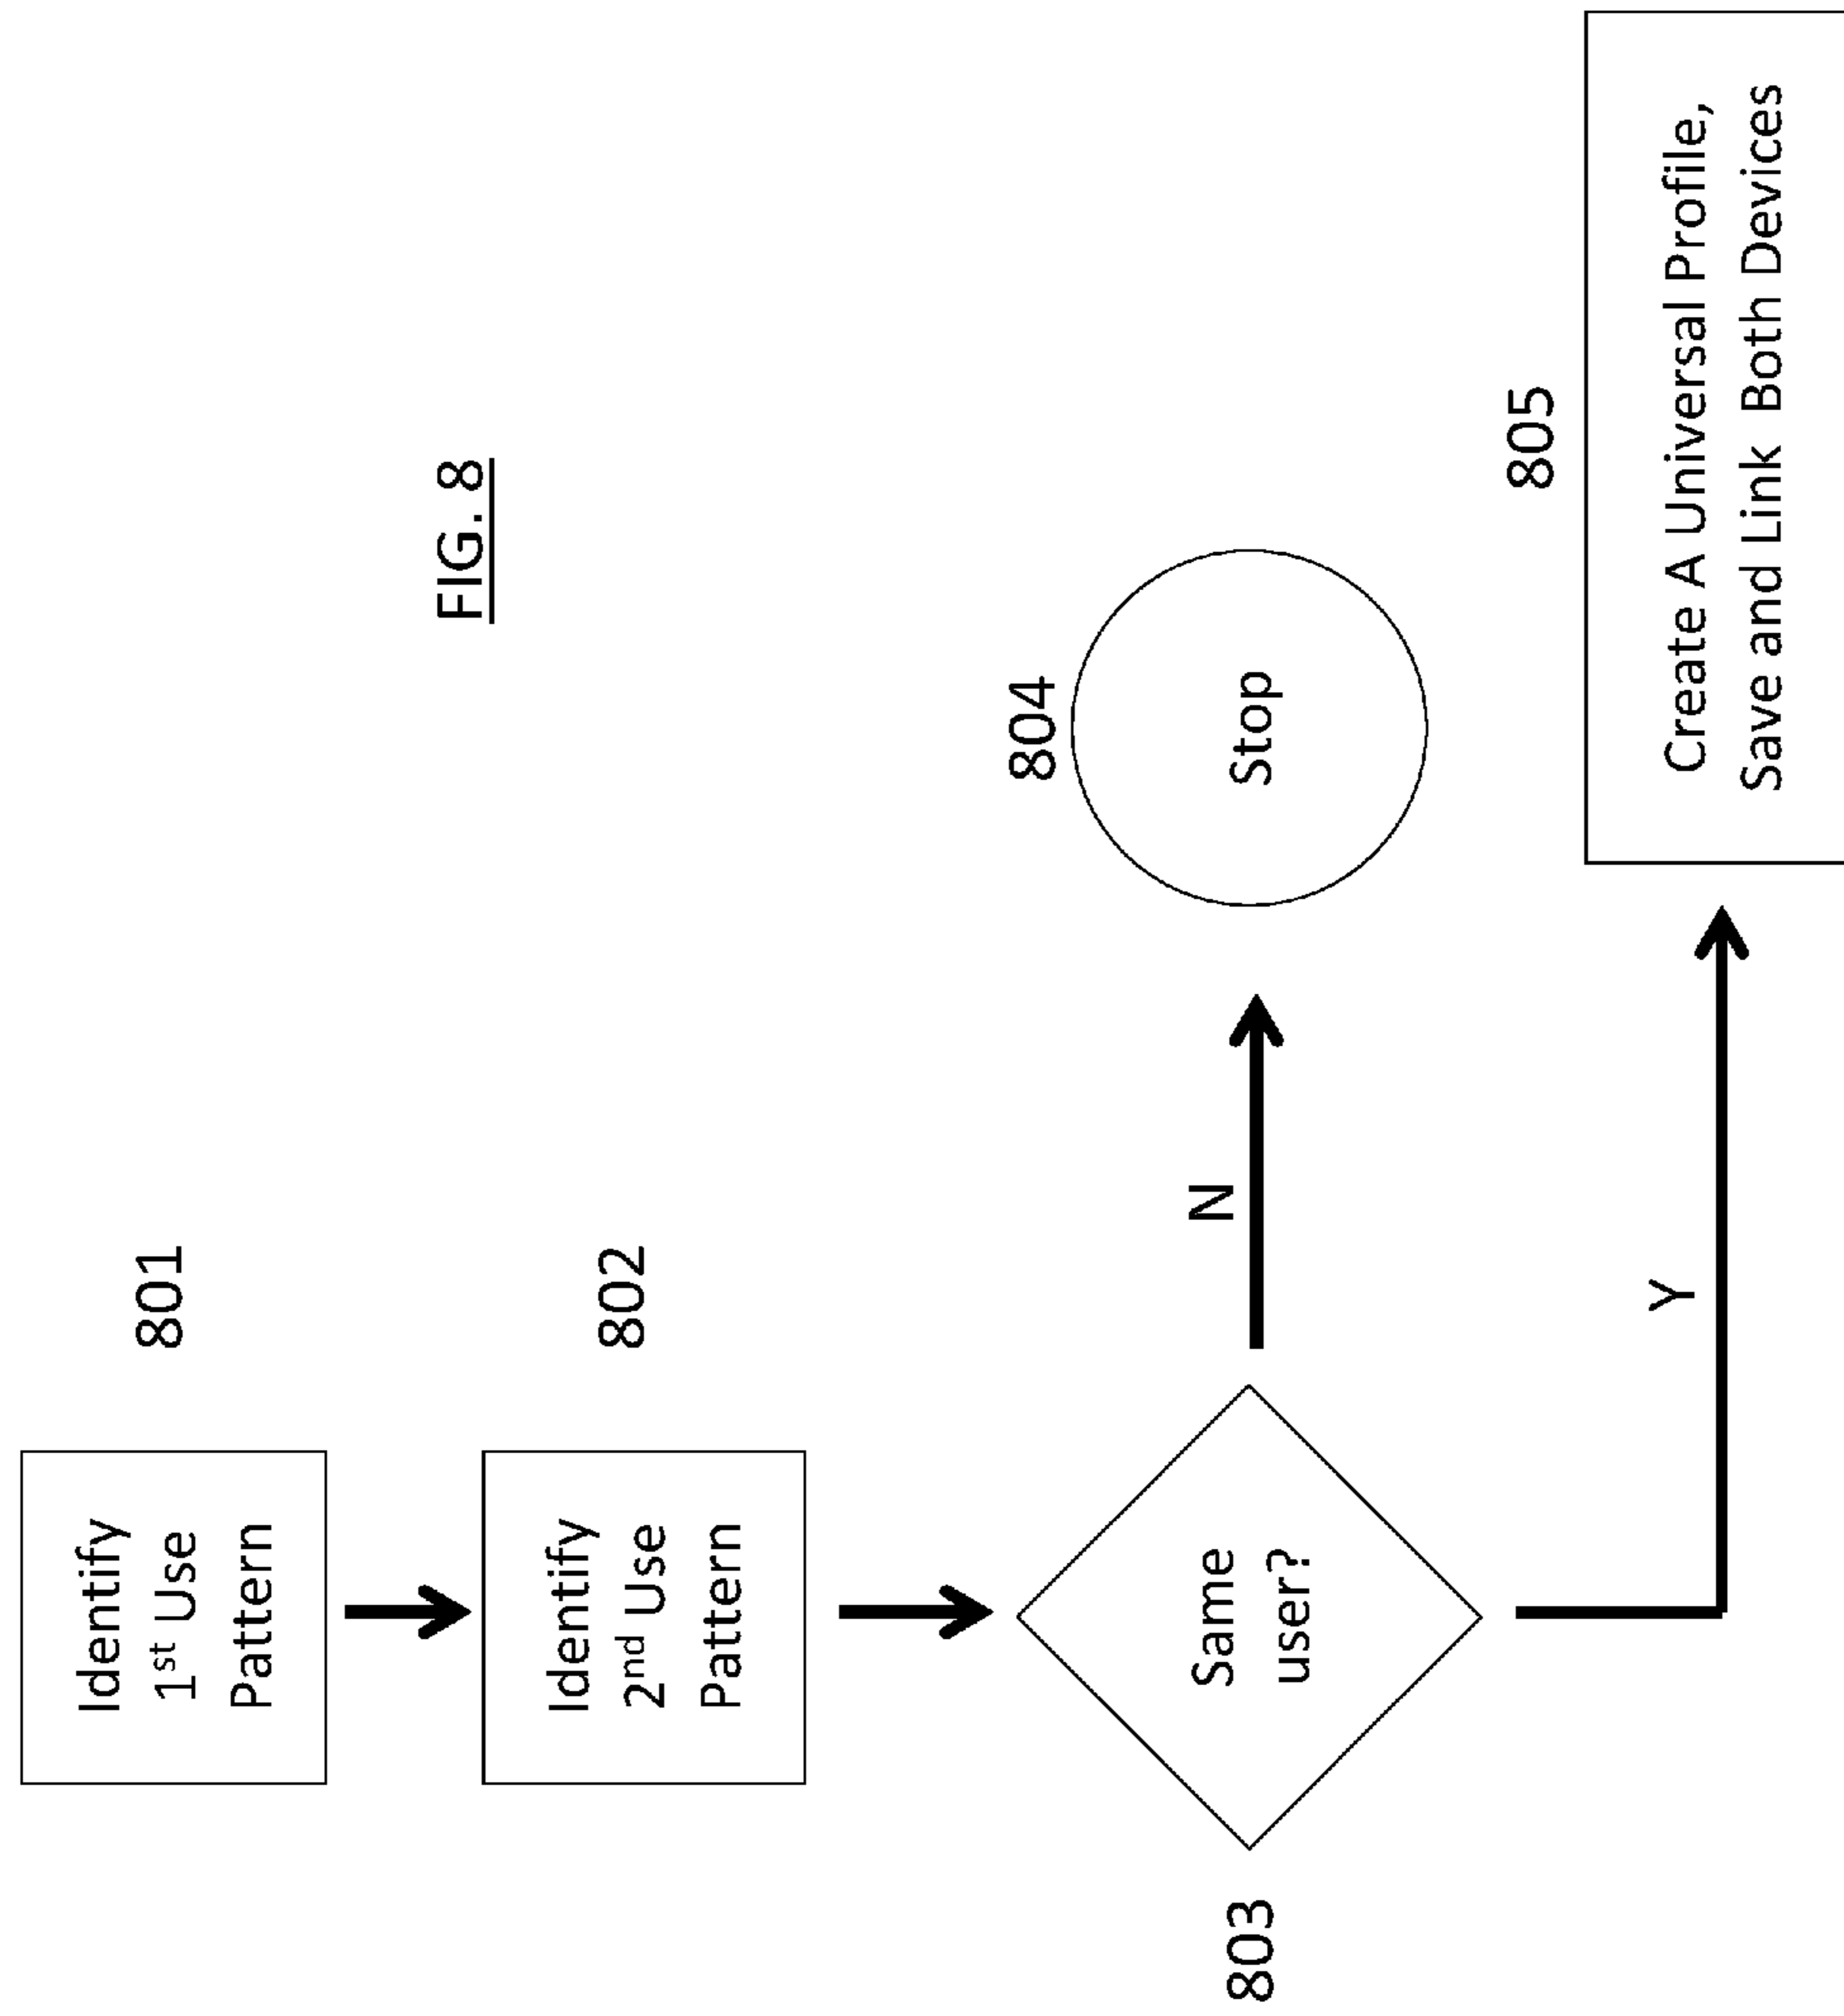 801
Identify
1st Use
Pattern
802
Identify
2nd Use
Pattern
FIG. 8
803
Same
user?
N
804
Stop
Y
805
Create A Universal Profile,
Save and Link Both Devices